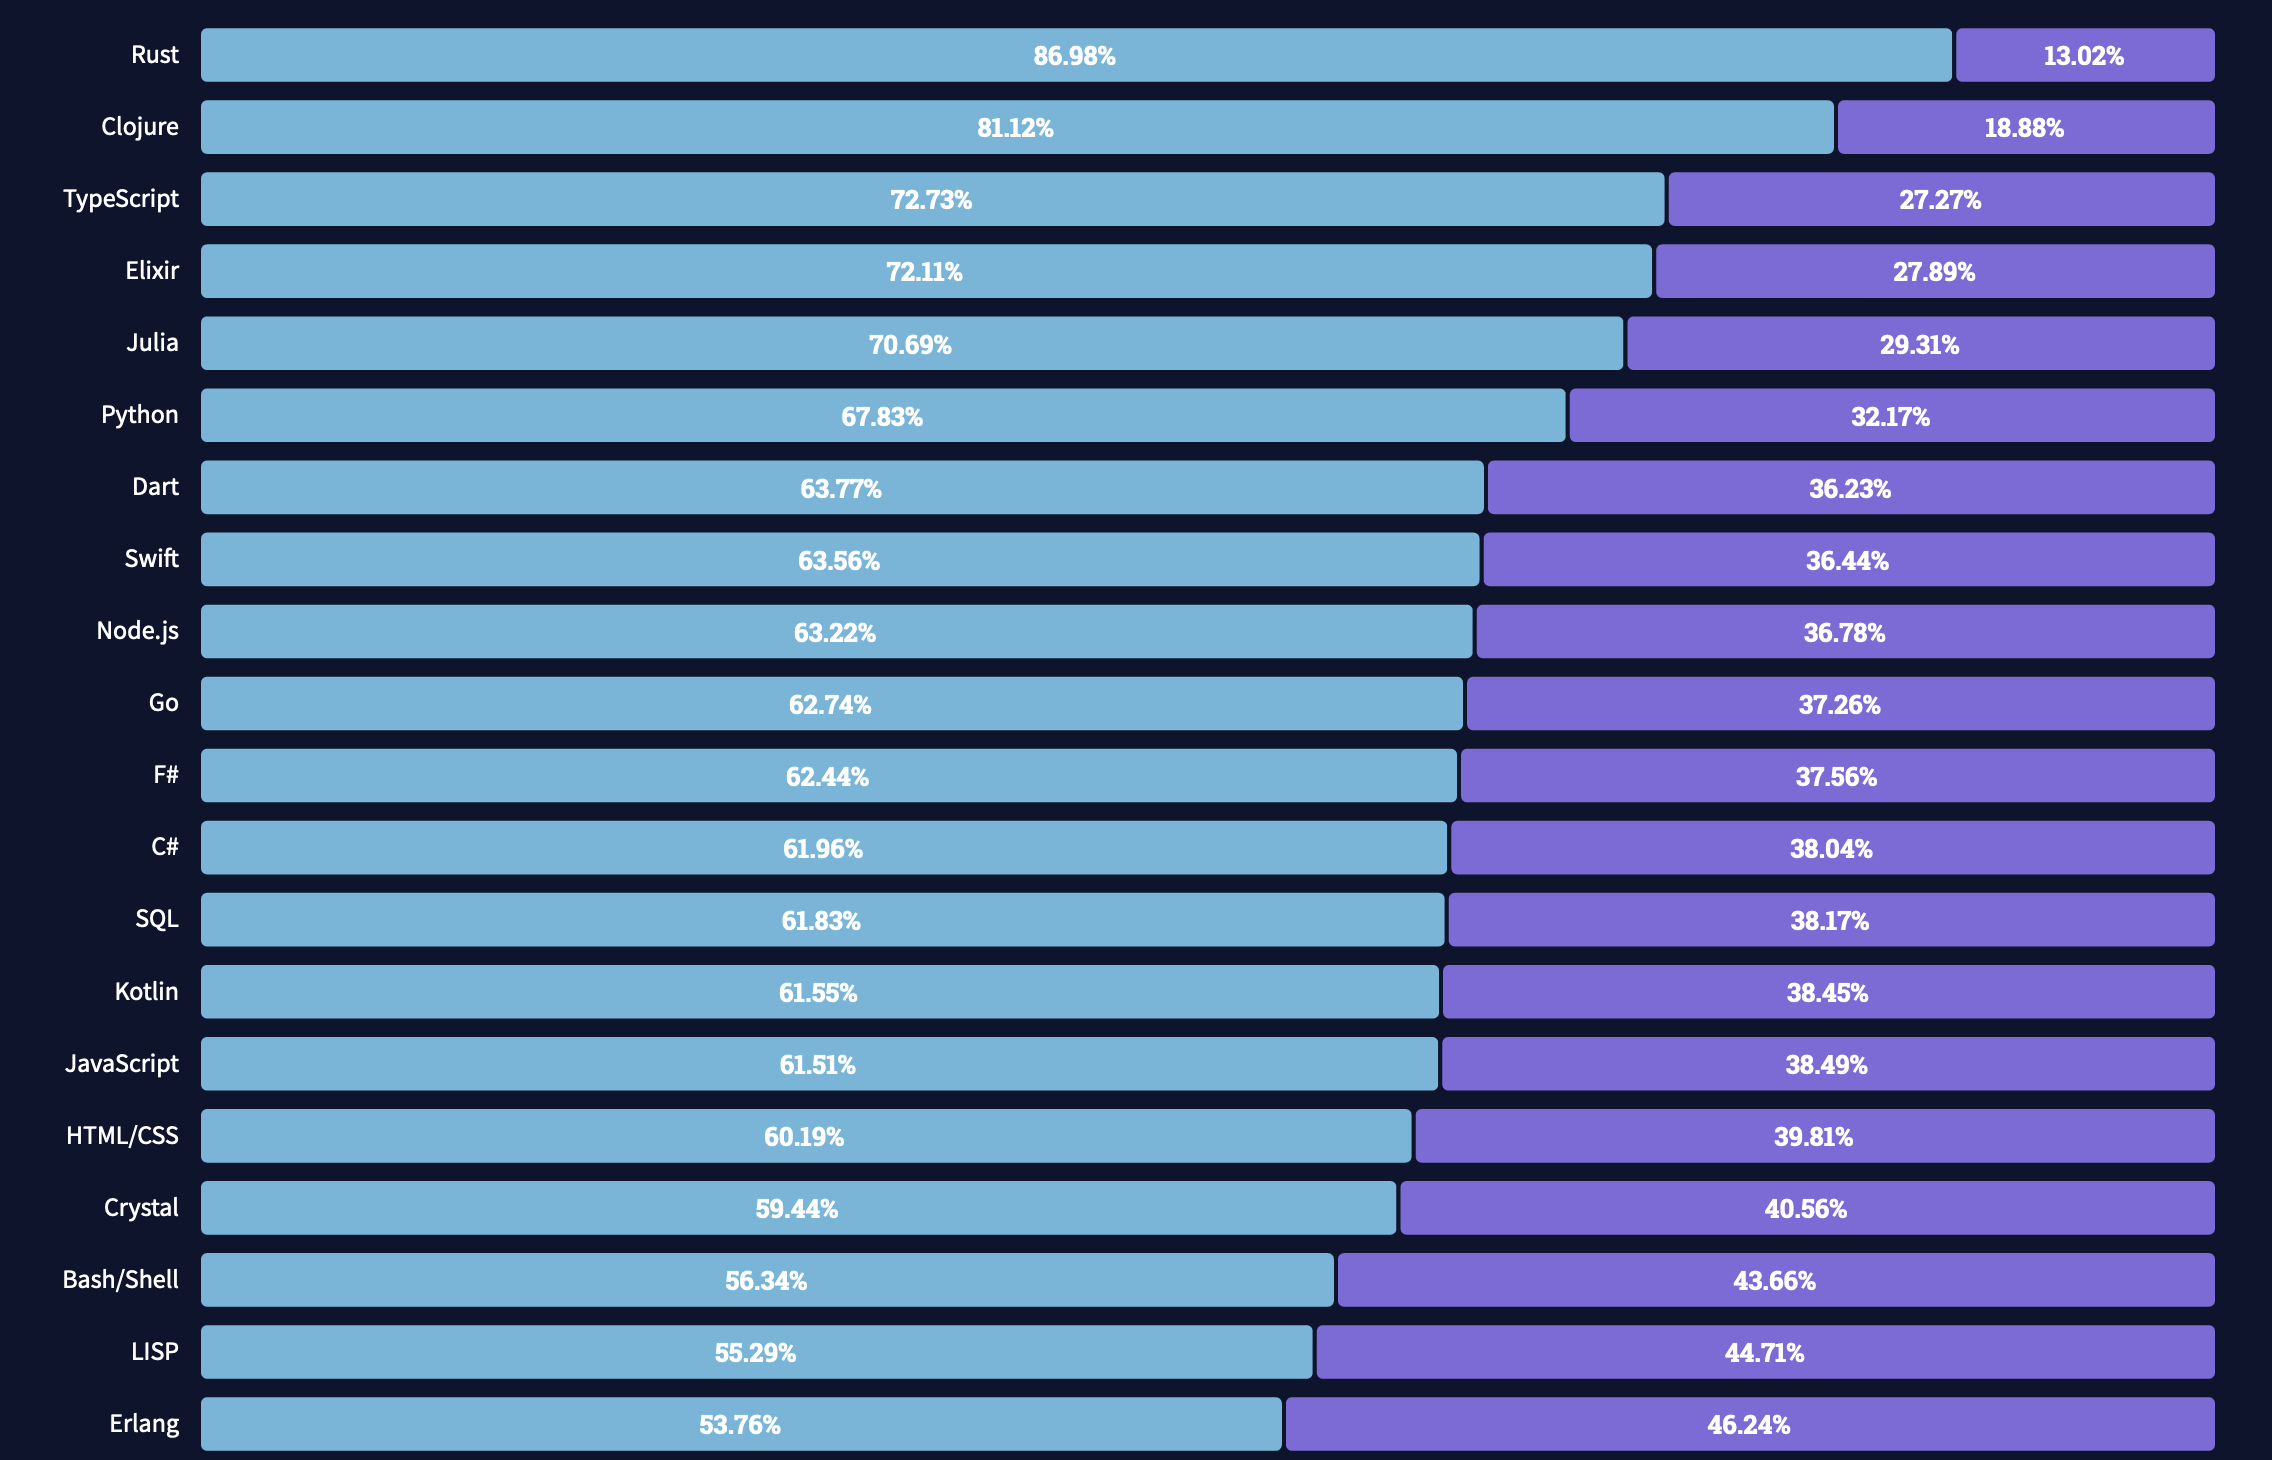 Rust 86.98% 13.02%
Clojure 81.12% 18.88%
TypeScript 72.73% 27.27%
Elixir 72.11% 27.89%
Julia 70.69% 29.31%
Python 67.83% 32.17%
Dart 63.77% 36.23%
Swift 63.56% 36.44%
Node.js 63.22% 36.78%
Go 62.74% 37.26%
F# 62.44% 37.56%
C# 61.96% 38.04%
SQL 61.83% 38.17%
Kotlin 61.55% 38.45%
JavaScript 61.51% 38.49%
HTML/CSS 60.19% 39.81%
Crystal 59.44% 40.56%
Bash/Shell 56.34% 43.66%
LISP 55.29% 44.71%
Erlang 53.76% 46.24%